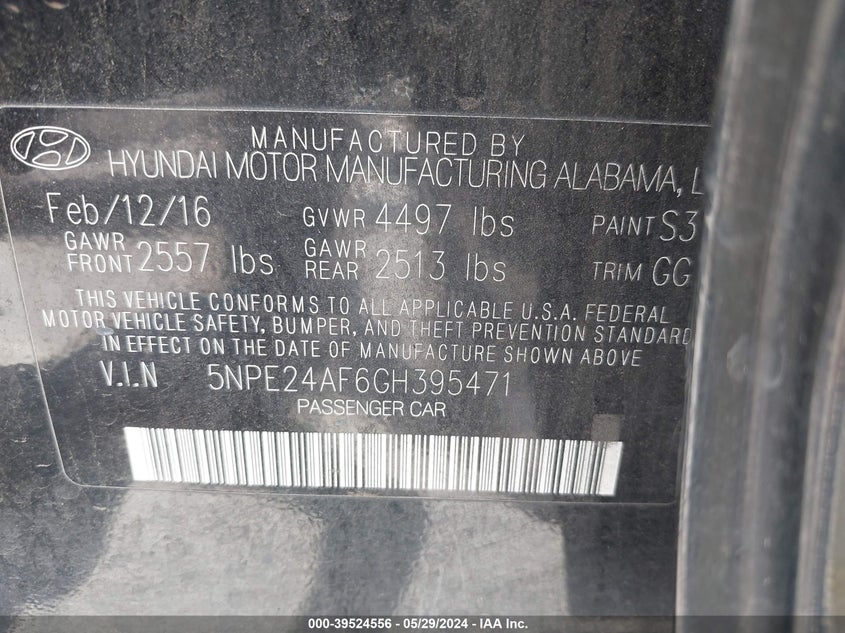 MANUFACTURED BY
HYUNDAI MOTOR MANUFACTURING ALABAMA, L
Feb/12/16 GVWR 4497 lbs PAINT S3
GAWR FRONT 2557 lbs GAWR REAR 2513 lbs TRIM GG
THIS VEHICLE CONFORMS TO ALL APPLICABLE U.S.A. FEDERAL
MOTOR VEHICLE SAFETY, BUMPER, AND THEFT PREVENTION STANDARD
IN EFFECT ON THE DATE OF MANUFACTURE SHOWN ABOVE
V.I.N 5NPE24AF6GH395471
PASSENGER CAR
000-39524556 - 05/29/2024 - IAA Inc.